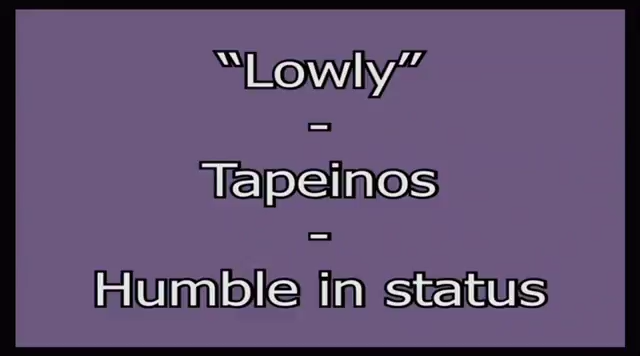 “Lowly”
-
Tapeinos
-
Humble in status